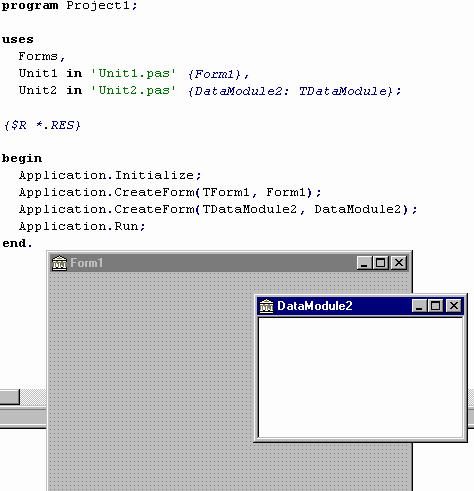 program Project1;
uses
Forms,
Unit1 in 'Unit1.pas' {Form1},
Unit2 in 'Unit2.pas' {DataModule2: TDataModule};
{$R *.RES}
begin
Application.Initialize;
Application.CreateForm(TForm1, Form1);
Application.CreateForm(TDataModule2, DataModule2);
Application.Run;
end.
Form1
DataModule2